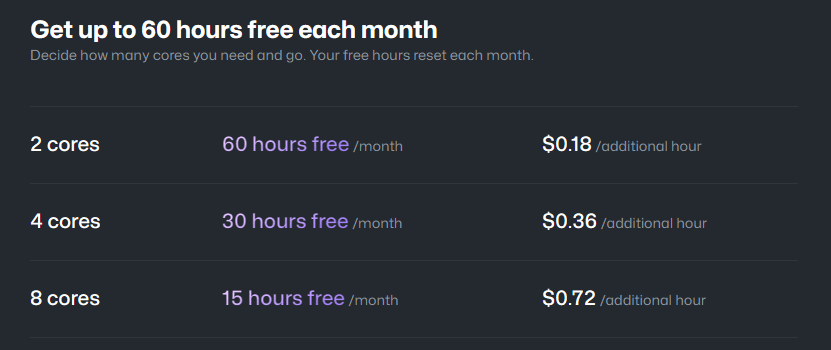 Get up to 60 hours free each month
Decide how many cores you need and go. Your free hours reset each month.
2 cores 60 hours free /month $0.18 /additional hour
4 cores 30 hours free /month $0.36 /additional hour
8 cores 15 hours free /month $0.72 /additional hour